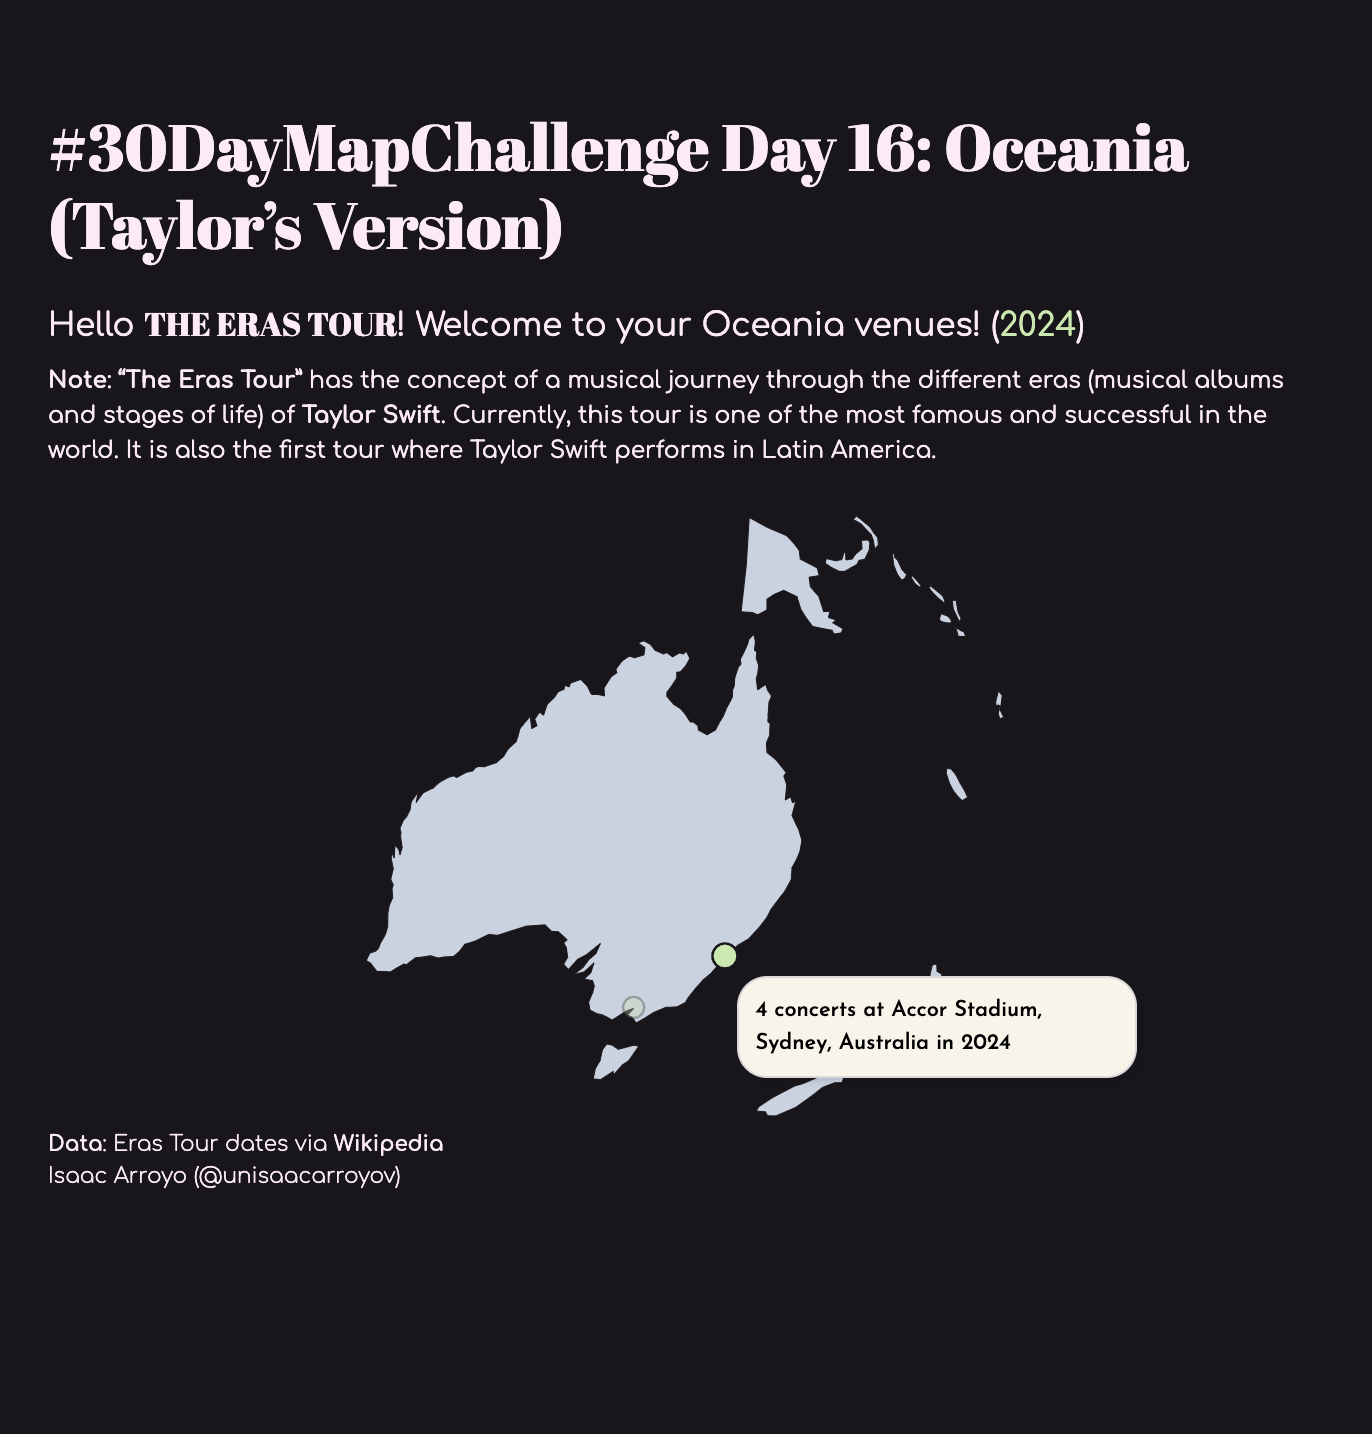 #30DayMapChallenge Day 16: Oceania
(Taylor’s Version)
Hello THE ERAS TOUR! Welcome to your Oceania venues! (2024)
Note: “The Eras Tour” has the concept of a musical journey through the different eras (musical albums
and stages of life) of Taylor Swift. Currently, this tour is one of the most famous and successful in the
world. It is also the first tour where Taylor Swift performs in Latin America.
4 concerts at Accor Stadium,
Sydney, Australia in 2024
Data: Eras Tour dates via Wikipedia
Isaac Arroyo (@unisaacarroyov)